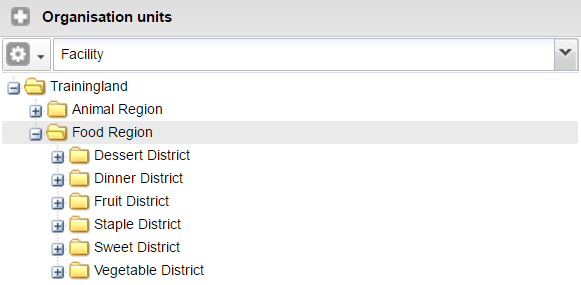 Organisation units
Facility
Trainingland
Animal Region
Food Region
Dessert District
Dinner District
Fruit District
Staple District
Sweet District
Vegetable District